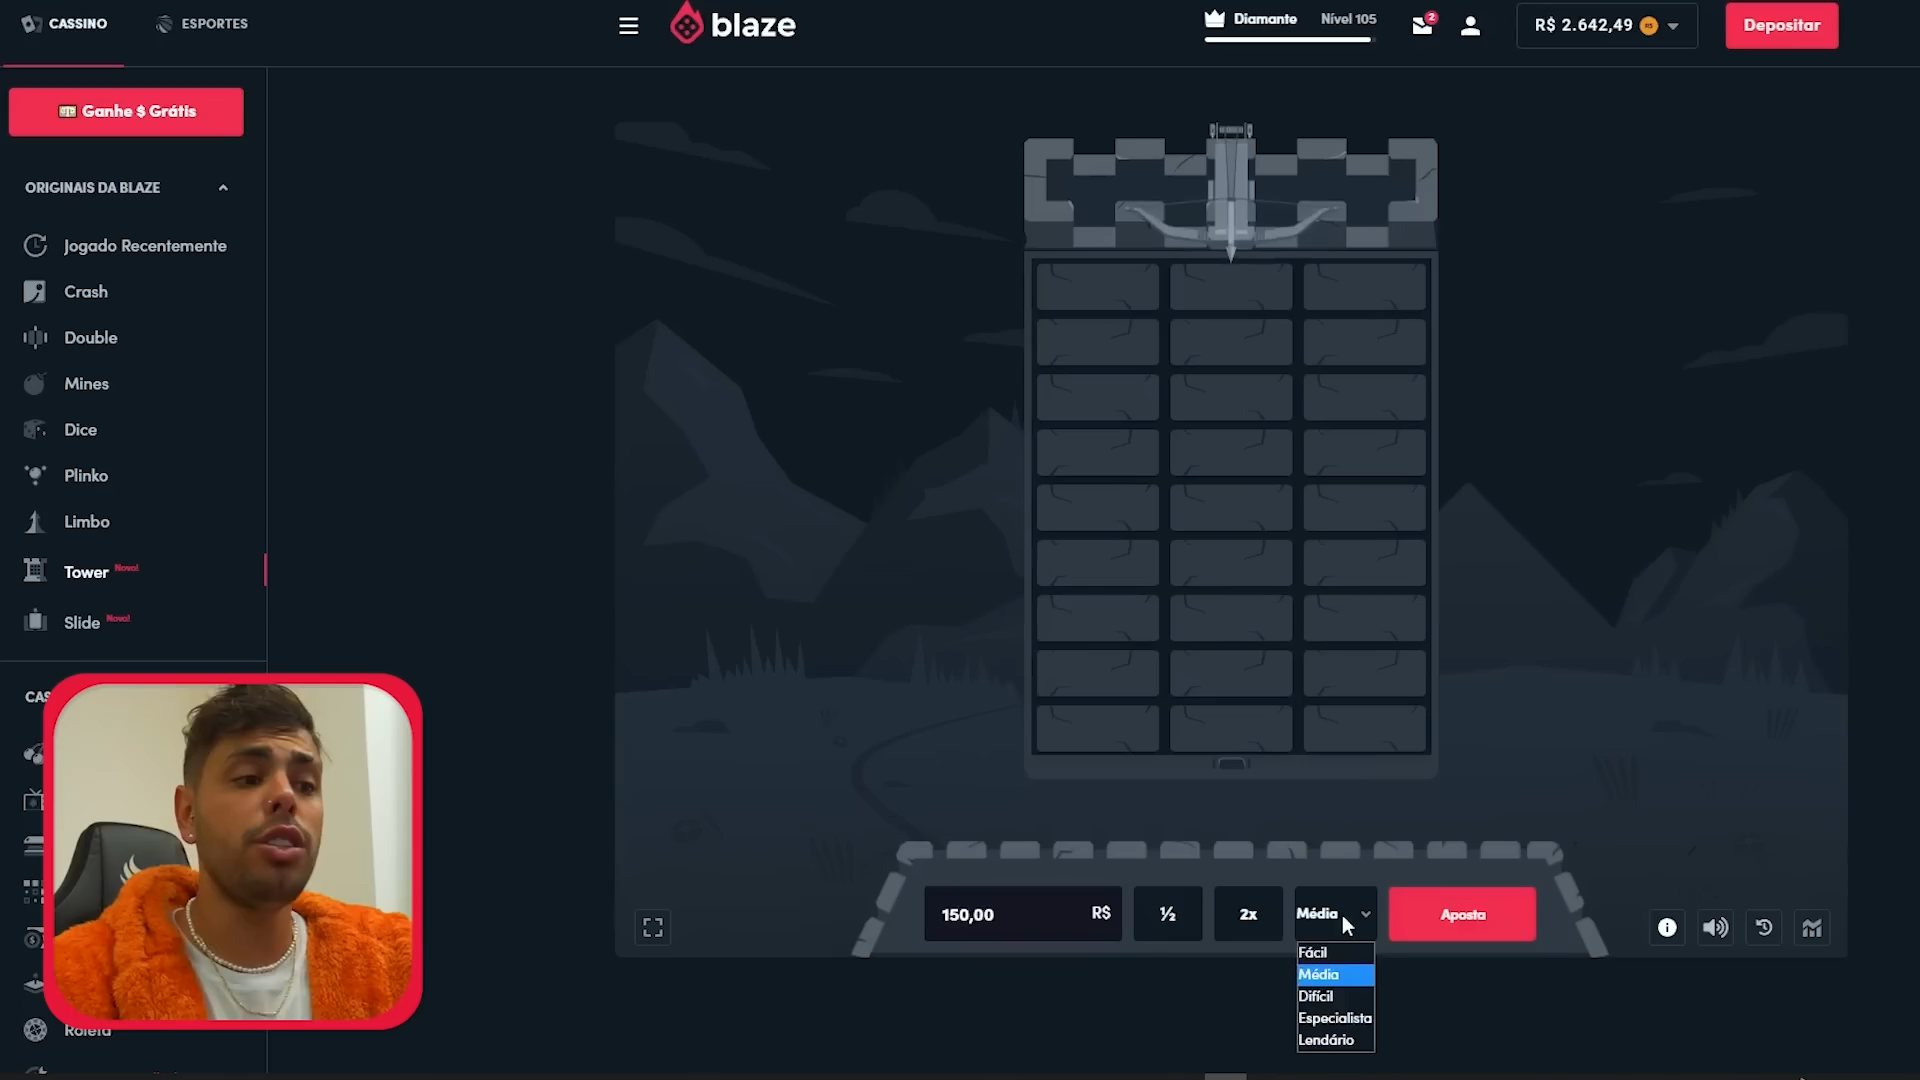 CASSINO
ESPORTES
blaze
Diamante
Nível 105
2
R$ 2.642,49
R$
Depositar
Ganhe $ Grátis
ORIGINAIS DA BLAZE
Jogado Recentemente
Crash
Double
Mines
Dice
Plinko
Limbo
Tower Novo!
Slide Novo!
CAS
150,00 R$
½
2x
Média
Aposta
Fácil
Média
Difícil
Especialista
Lendário
Roleta